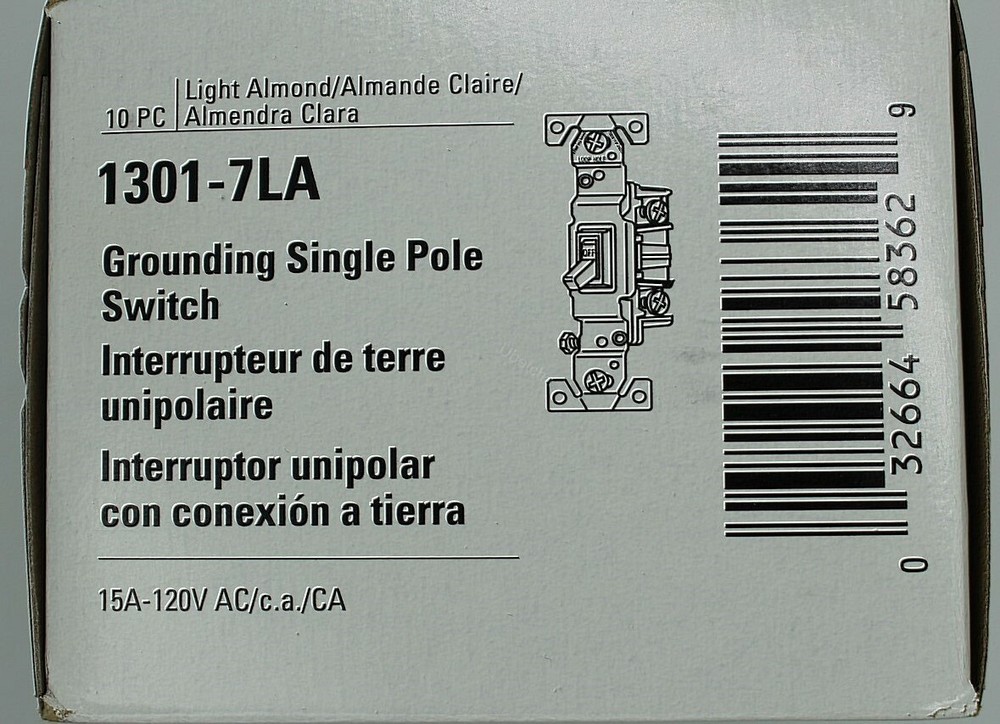 10 PC
Light Almond/Almande Claire/
Almendra Clara
1301-7LA
Grounding Single Pole
Switch
Interrupteur de terre
unipolaire
Interruptor unipolar
con conexión a tierra
15A-120V AC/c.a./CA
OFF
0 32664 58362 9